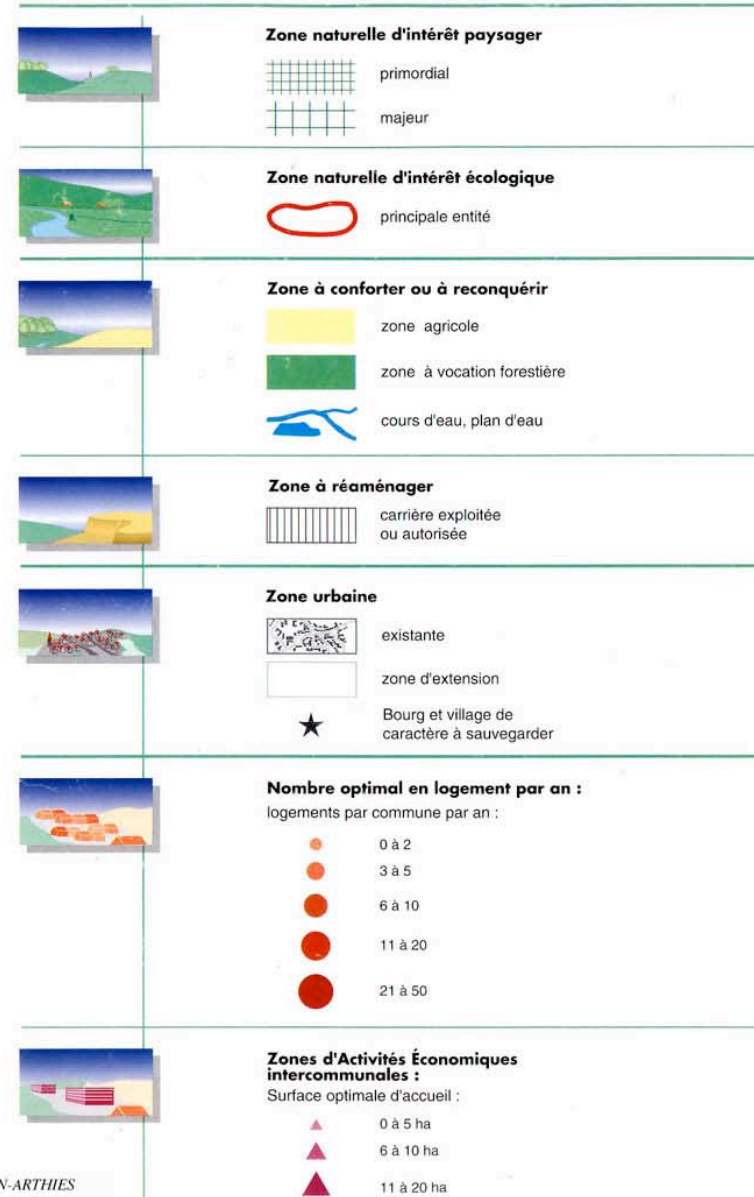 Zone naturelle d'intérêt paysager
primordial
majeur
Zone naturelle d'intérêt écologique
principale entité
Zone à conforter ou à reconquérir
zone agricole
zone à vocation forestière
cours d'eau, plan d'eau
Zone à réaménager
carrière exploitée
ou autorisée
Zone urbaine
existante
zone d'extension
Bourg et village de
caractère à sauvegarder
Nombre optimal en logement par an :
logements par commune par an :
0 à 2
3 à 5
6 à 10
11 à 20
21 à 50
Zones d'Activités Économiques
intercommunales :
Surface optimale d'accueil :
0 à 5 ha
6 à 10 ha
11 à 20 ha
N-ARTHIES